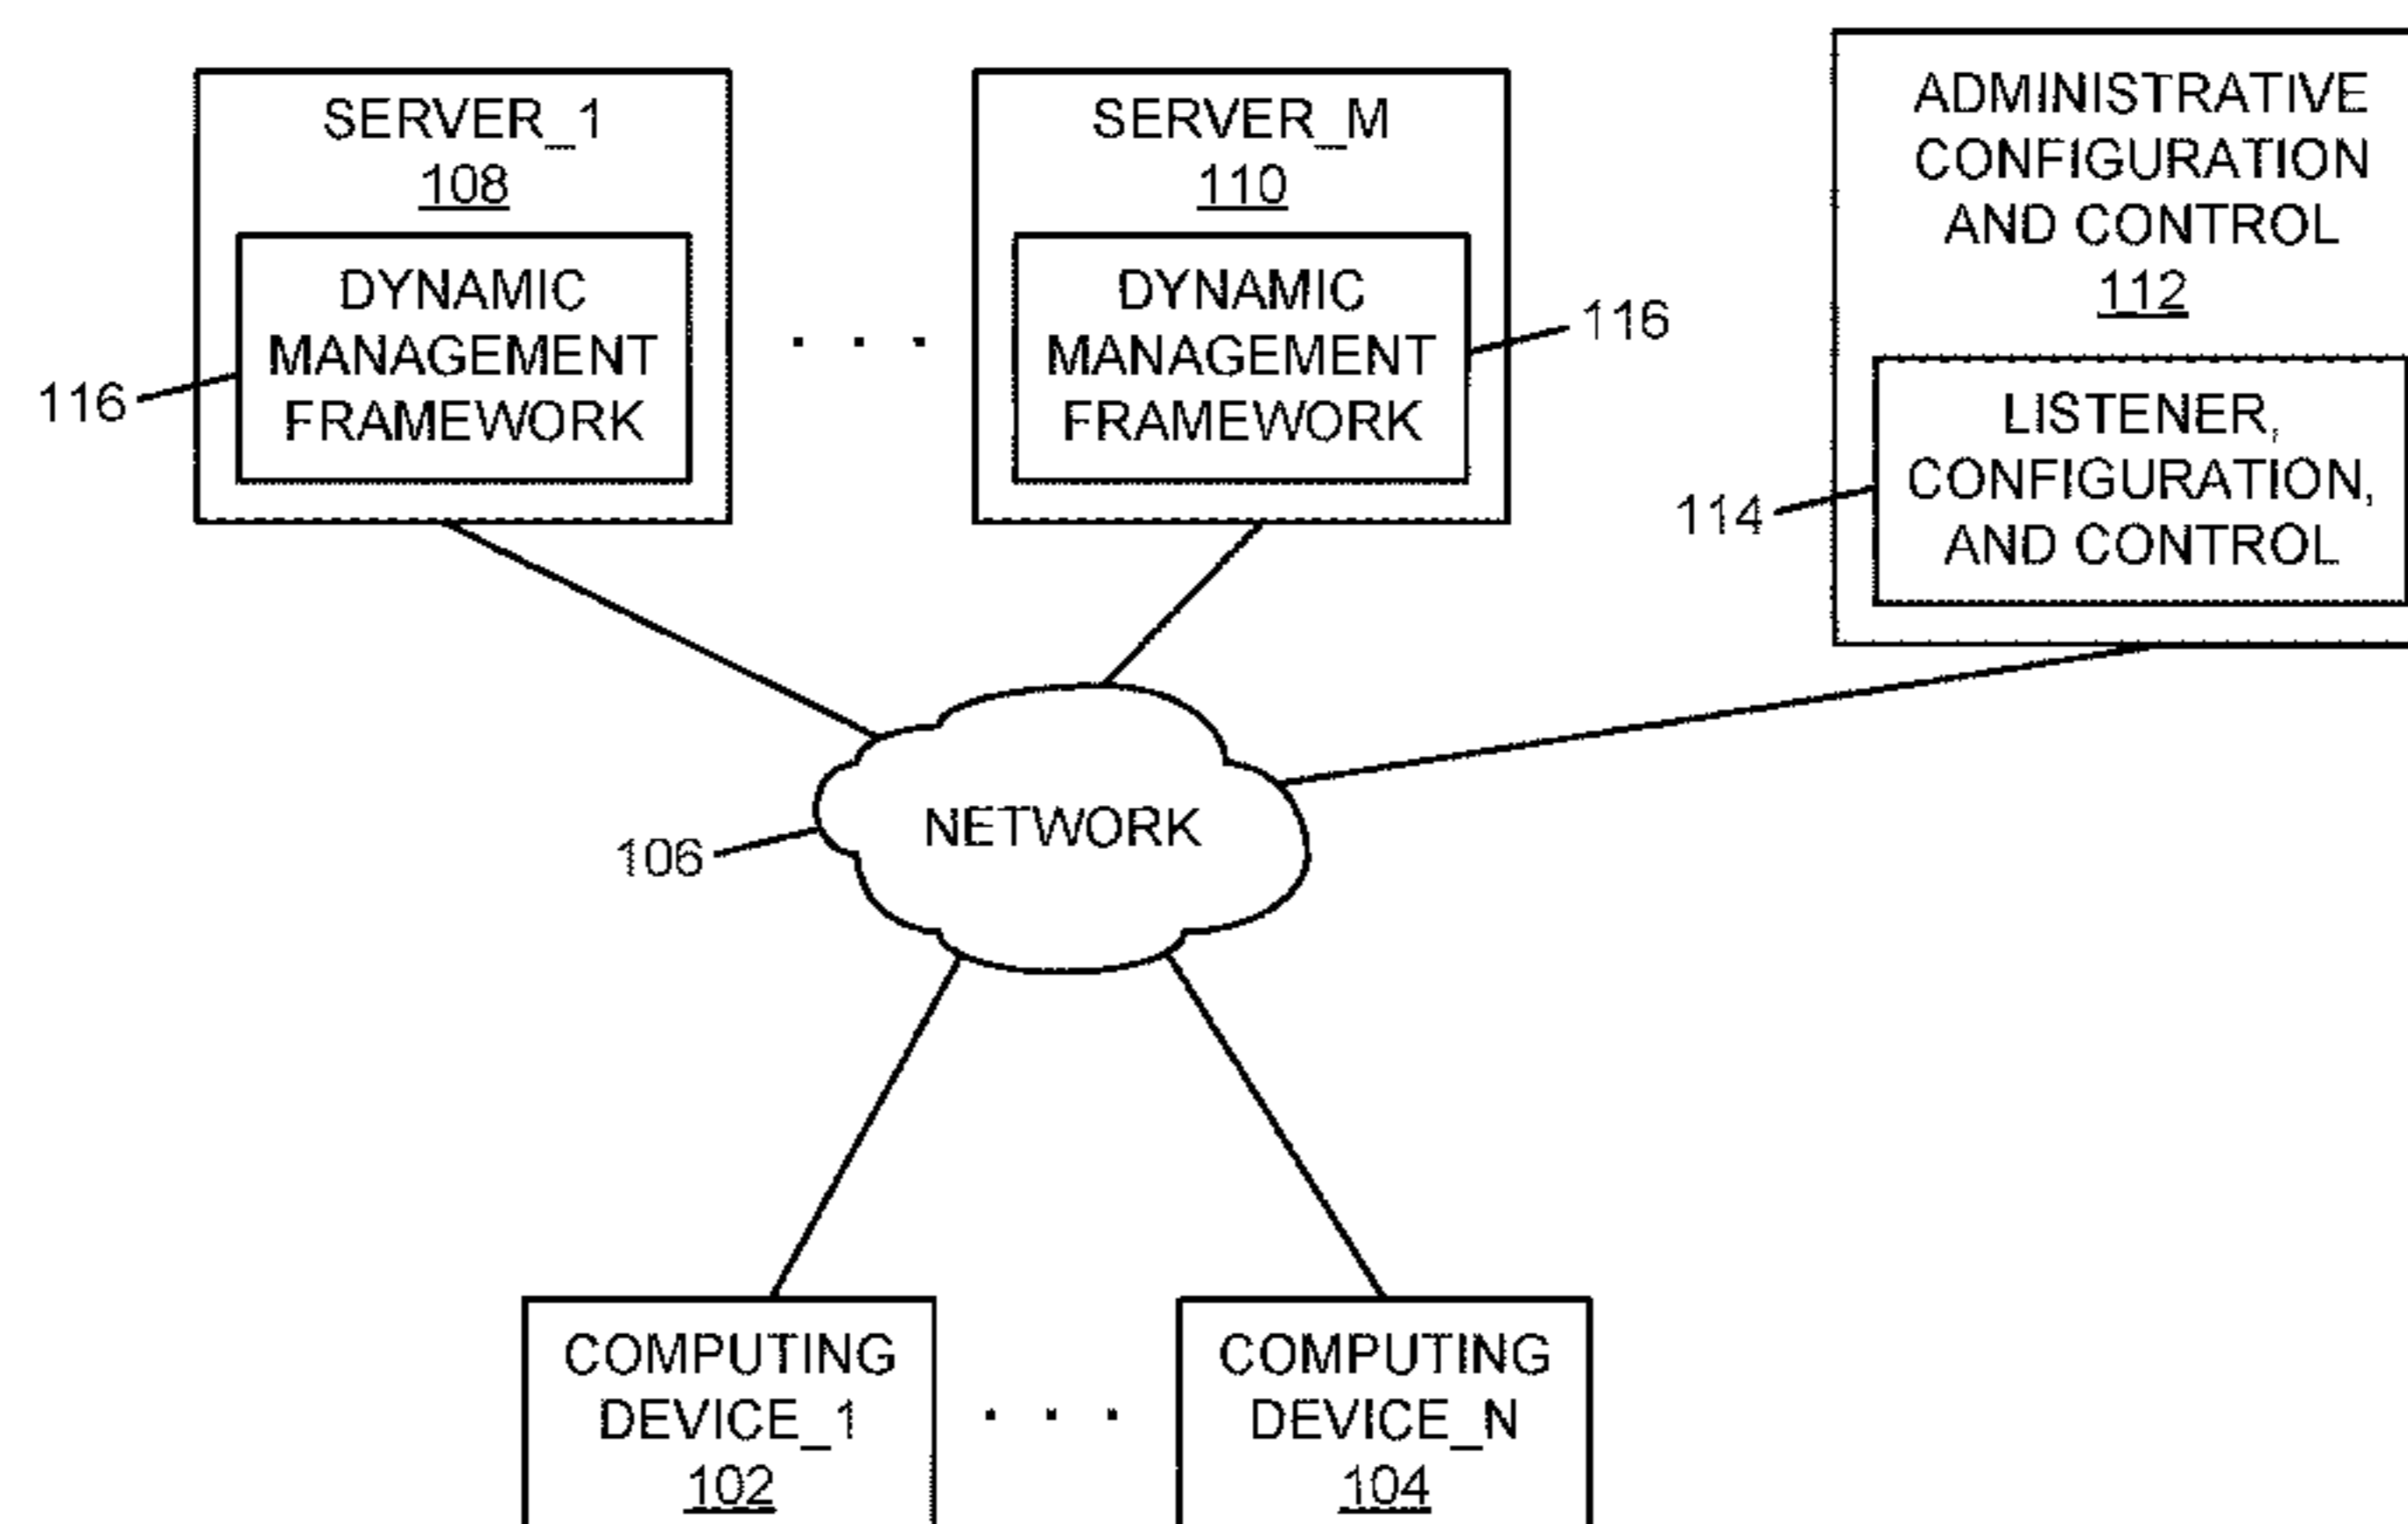 SERVER_1
108
DYNAMIC
MANAGEMENT
FRAMEWORK
116
. . .
SERVER_M
110
DYNAMIC
MANAGEMENT
FRAMEWORK
116
ADMINISTRATIVE
CONFIGURATION
AND CONTROL
112
LISTENER,
CONFIGURATION,
AND CONTROL
114
NETWORK
106
COMPUTING
DEVICE_1
102
. . .
COMPUTING
DEVICE_N
104